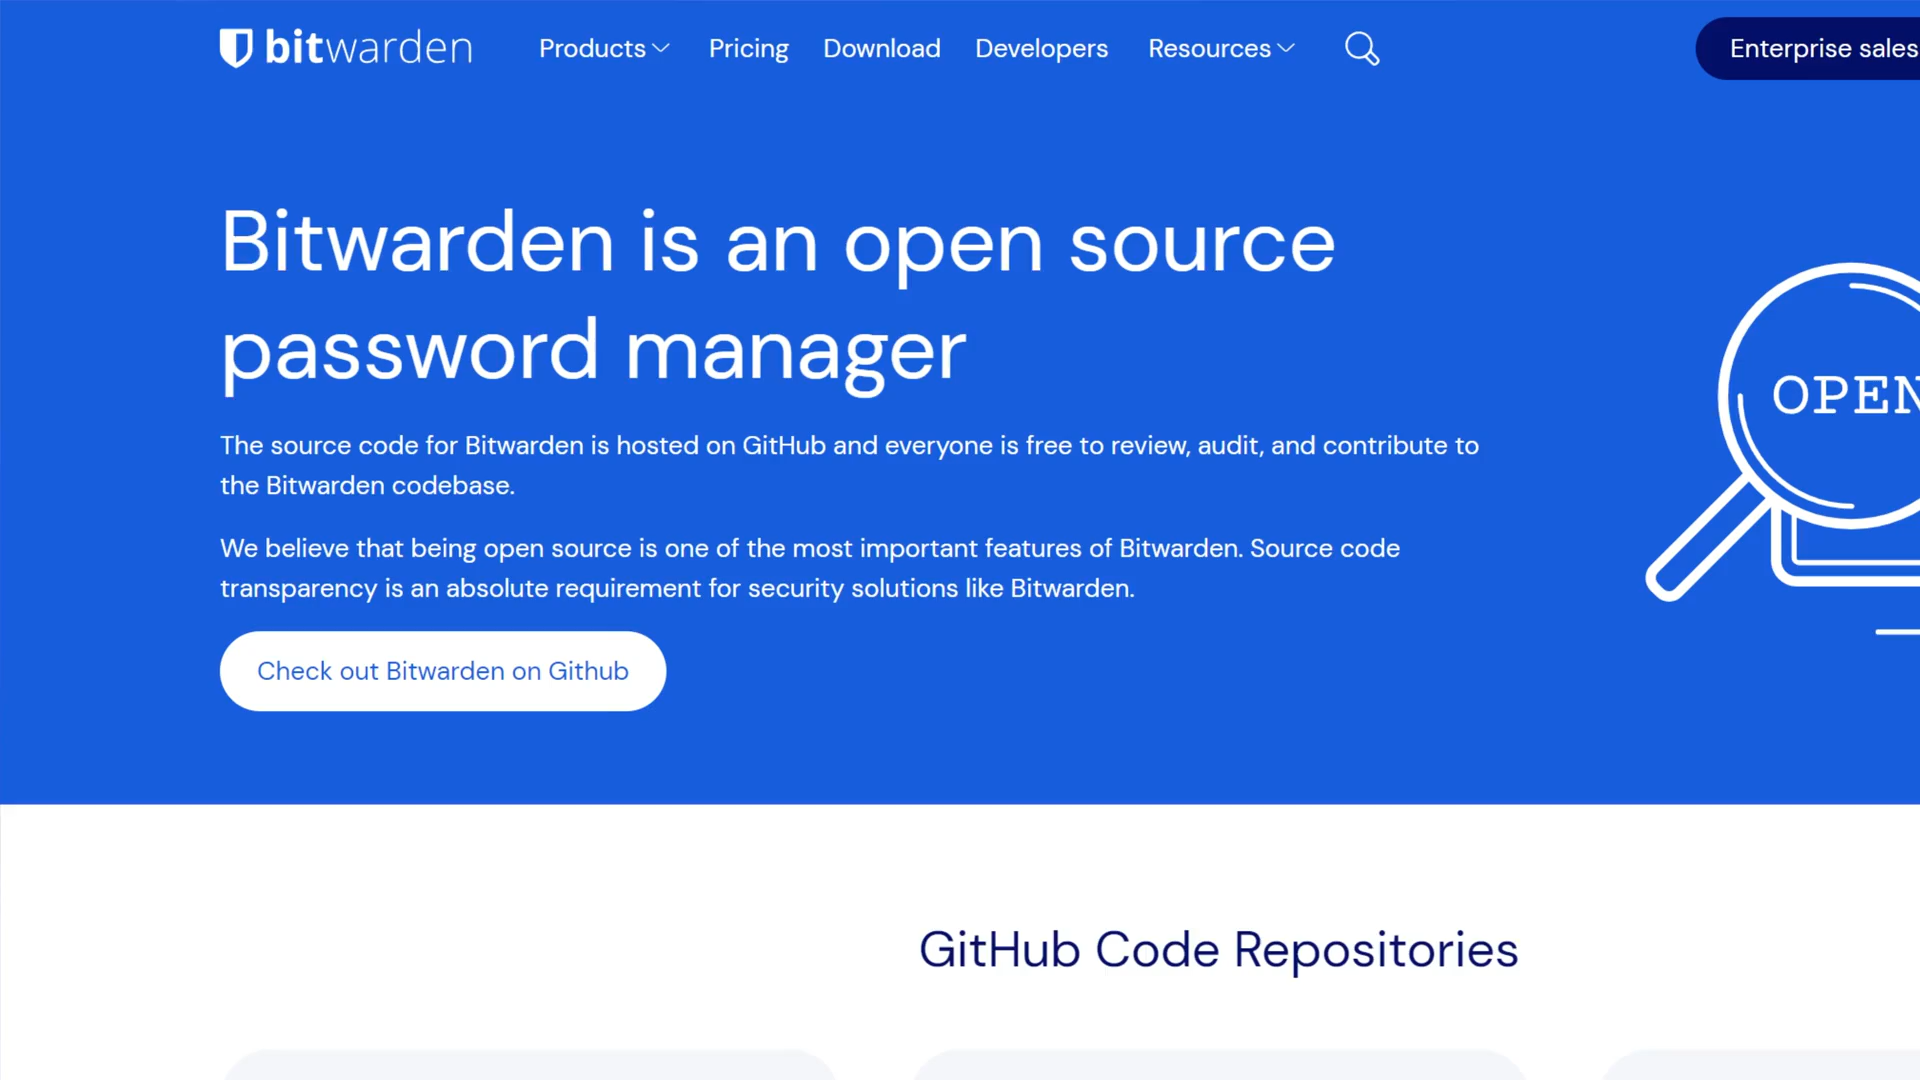 bitwarden Products Pricing Download Developers Resources Enterprise sales
Bitwarden is an open source
password manager
The source code for Bitwarden is hosted on GitHub and everyone is free to review, audit, and contribute to
the Bitwarden codebase.
We believe that being open source is one of the most important features of Bitwarden. Source code
transparency is an absolute requirement for security solutions like Bitwarden.
Check out Bitwarden on Github
OPEN
GitHub Code Repositories